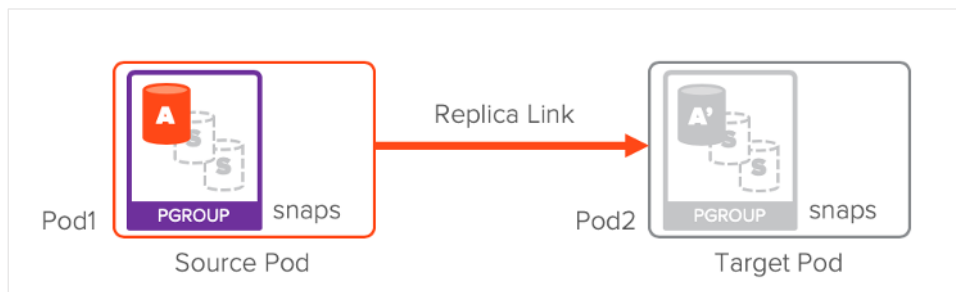 A
S
S
PGROUP
snaps
Pod1
Source Pod
Replica Link
A'
S
S
PGROUP
snaps
Pod2
Target Pod